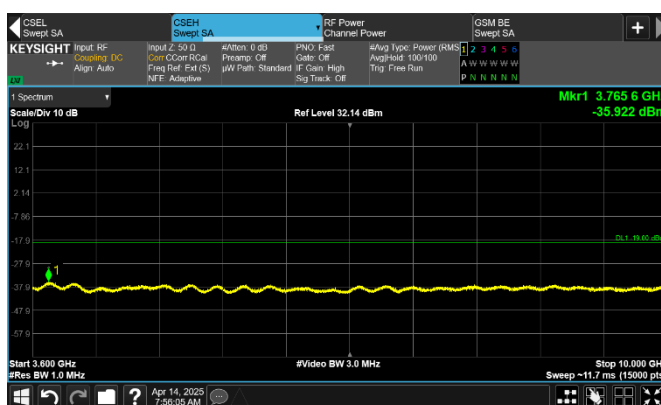 CSEL
Swept SA
CSEH
Swept SA
RF Power
Channel Power
GSM BE
Swept SA
+
KEYSIGHT
Input: RF
Coupling: DC
Align: Auto
Input Z: 50 Ω
Corr CCorr RCal
Freq Ref: Ext (S)
NFE: Adaptive
#Atten: 0 dB
Preamp: Off
µW Path: Standard
PNO: Fast
Gate: Off
IF Gain: High
Sig Track: Off
#Avg Type: Power (RMS
Avg|Hold: 100/100
Trig: Free Run
1 2 3 4 5 6
A W W W W W
P N N N N N
LV
1 Spectrum
Scale/Div 10 dB
Log
Ref Level 32.14 dBm
Mkr1 3.765 6 GH
-35.922 dBm
22.1
12.1
2.14
-7.86
-17.9
-27.9
-37.9
-47.9
-57.9
1
Start 3.600 GHz
#Res BW 1.0 MHz
#Video BW 3.0 MHz
Stop 10.000 GH
Sweep ~11.7 ms (15000 pts
?
Apr 14, 2025
7:56:05 AM